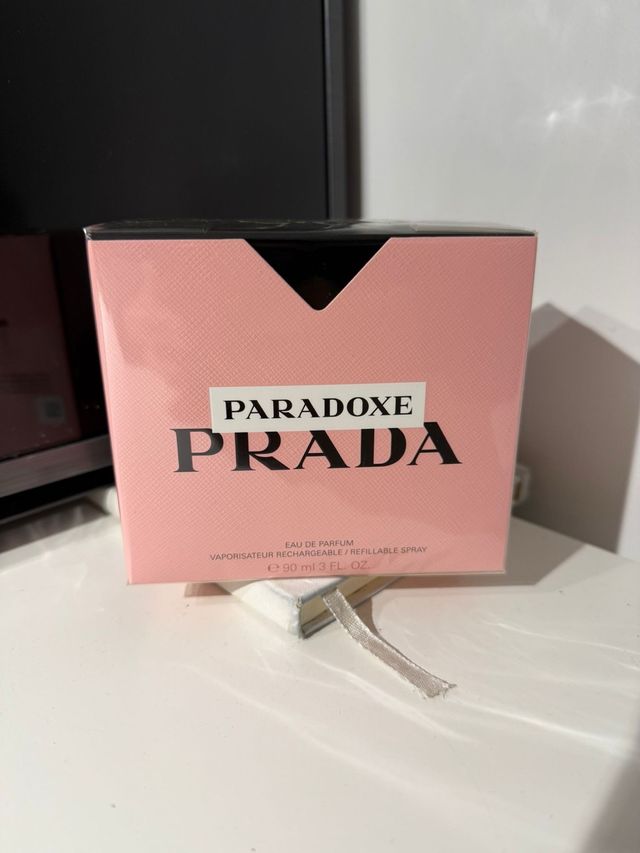 PARADOXE
PRADA
EAU DE PARFUM
VAPORISATEUR RECHARGEABLE / REFILLABLE SPRAY
℮ 90 ml 3 FL. OZ.